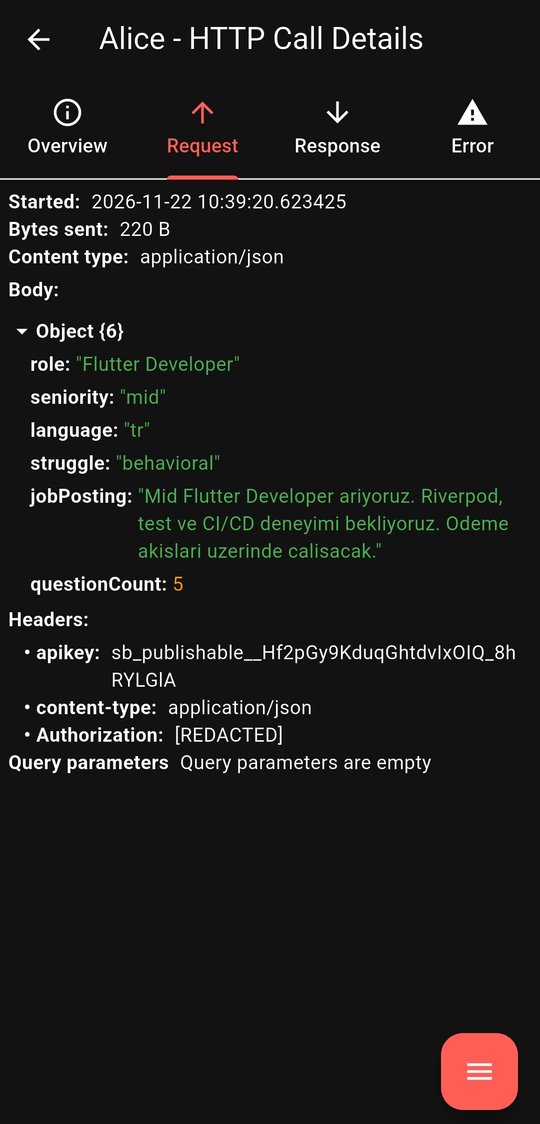 Alice - HTTP Call Details
Overview
Request
Response
Error
Started: 2026-11-22 10:39:20.623425
Bytes sent: 220 B
Content type: application/json
Body:
Object {6}
role: "Flutter Developer"
seniority: "mid"
language: "tr"
struggle: "behavioral"
jobPosting: "Mid Flutter Developer ariyoruz. Riverpod,
test ve CI/CD deneyimi bekliyoruz. Odeme
akislari uzerinde calisacak."
questionCount: 5
Headers:
• apikey: sb_publishable__Hf2pGy9KduqGhtdvIxOIQ_8h
RYLGlA
• content-type: application/json
• Authorization: [REDACTED]
Query parameters Query parameters are empty